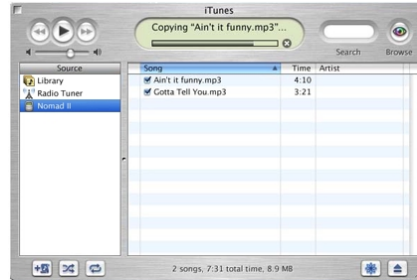 iTunes
Copying "Ain't it funny.mp3"...
Search
Browse
Source
Song
Time
Artist
Library
Radio Tuner
Nomad II
Ain't it funny.mp3 4:10
Gotta Tell You.mp3 3:21
2 songs, 7:31 total time, 8.9 MB